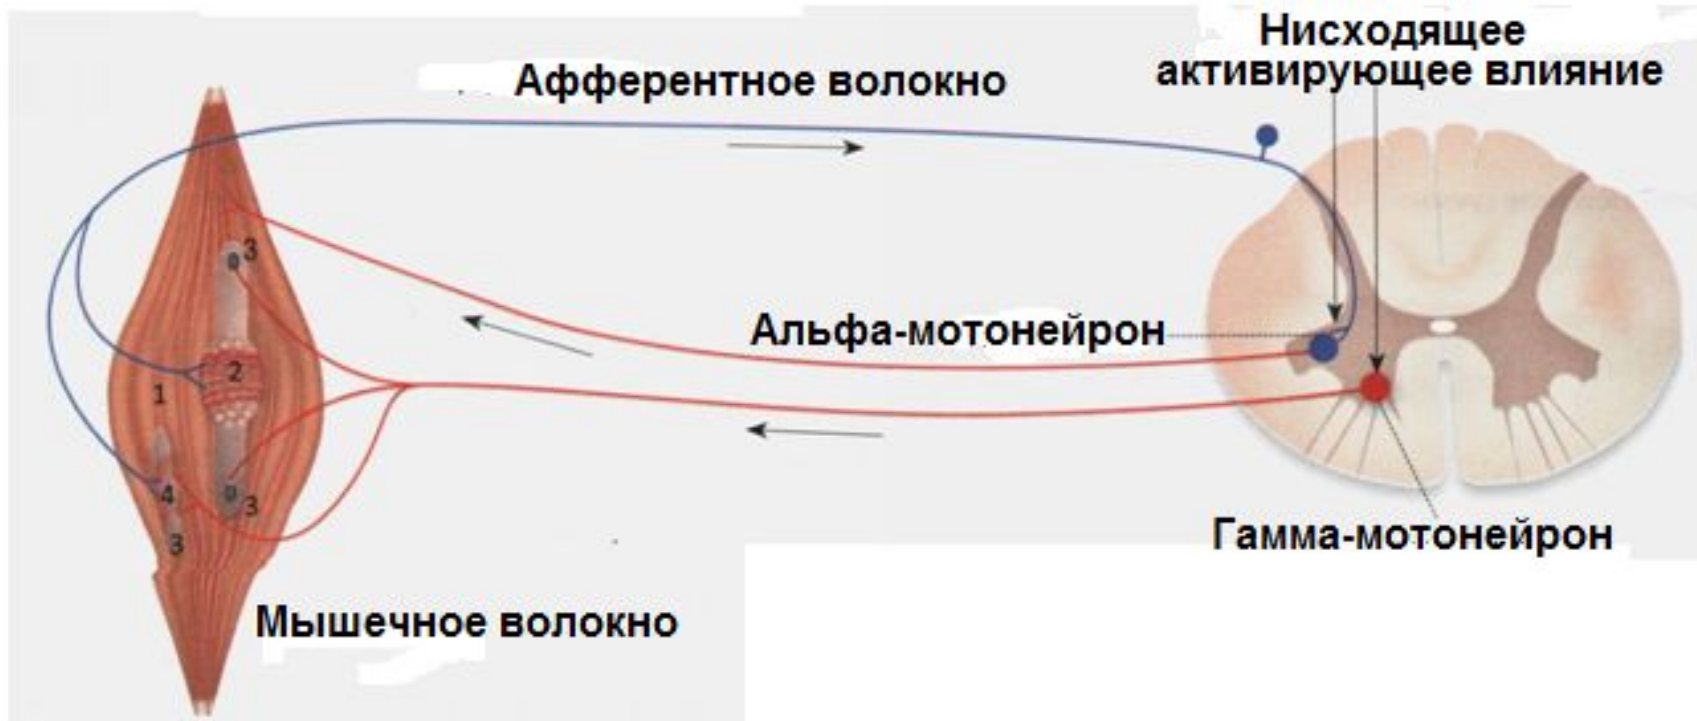 Нисходящее
активирующее влияние
Афферентное волокно
3
Альфа-мотонейрон
2
1
4
3
3
Гамма-мотонейрон
Мышечное волокно